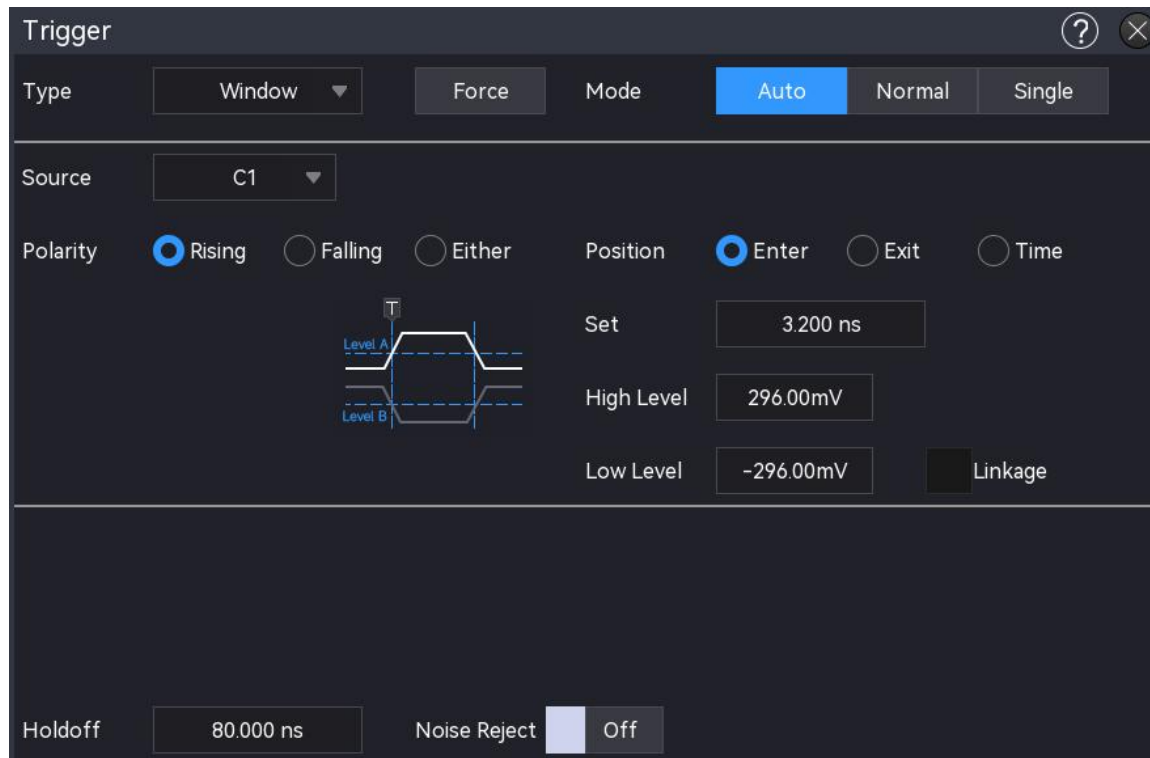 Trigger ?
Type Window Force Mode Auto Normal Single
Source C1
Polarity Rising Falling Either Position Enter Exit Time
T
Set 3.200 ns
Level A
High Level 296.00mV
Level B
Low Level -296.00mV Linkage
Holdoff 80.000 ns Noise Reject Off